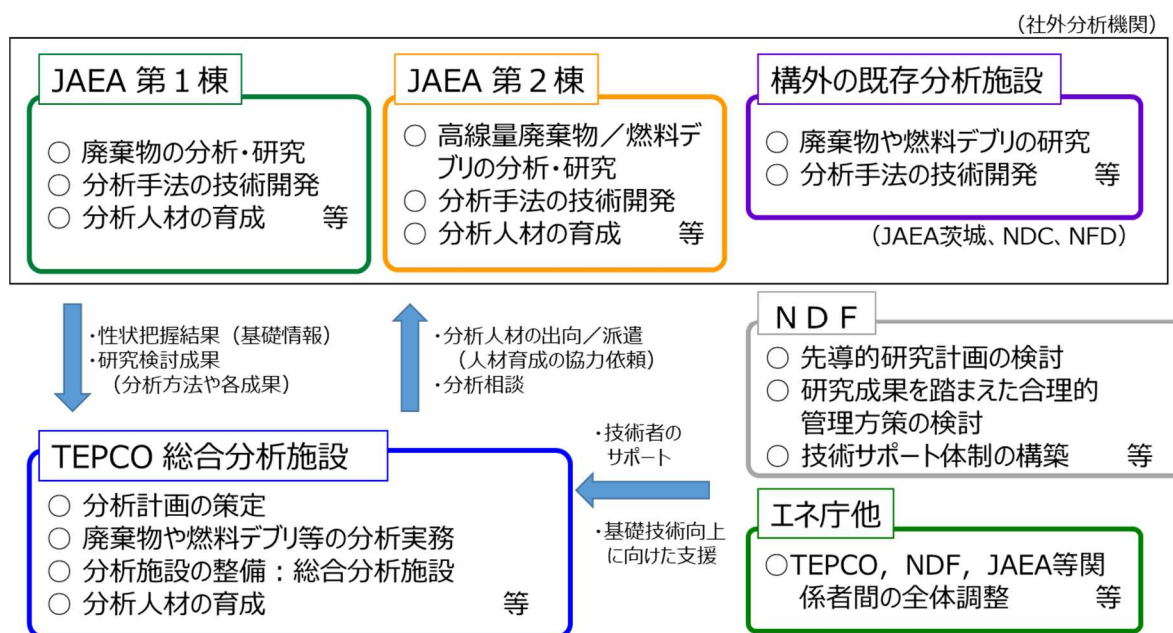 （社外分析機関）
JAEA 第１棟
○ 廃棄物の分析・研究
○ 分析手法の技術開発
○ 分析人材の育成　　等
JAEA 第２棟
○ 高線量廃棄物／燃料デ
ブリの分析・研究
○ 分析手法の技術開発
○ 分析人材の育成　　等
構外の既存分析施設
○ 廃棄物や燃料デブリの研究
○ 分析手法の技術開発　　等
（JAEA茨城、NDC、NFD）
・性状把握結果（基礎情報）
・研究検討成果
（分析方法や各成果）
・分析人材の出向／派遣
（人材育成の協力依頼）
・分析相談
ＮＤＦ
○ 先導的研究計画の検討
○ 研究成果を踏まえた合理的
管理方策の検討
○ 技術サポート体制の構築　　等
TEPCO 総合分析施設
○ 分析計画の策定
○ 廃棄物や燃料デブリ等の分析実務
○ 分析施設の整備：総合分析施設
○ 分析人材の育成　　等
・技術者の
サポート
・基礎技術向上
に向けた支援
エネ庁他
○TEPCO，NDF，JAEA等関
係者間の全体調整　　等